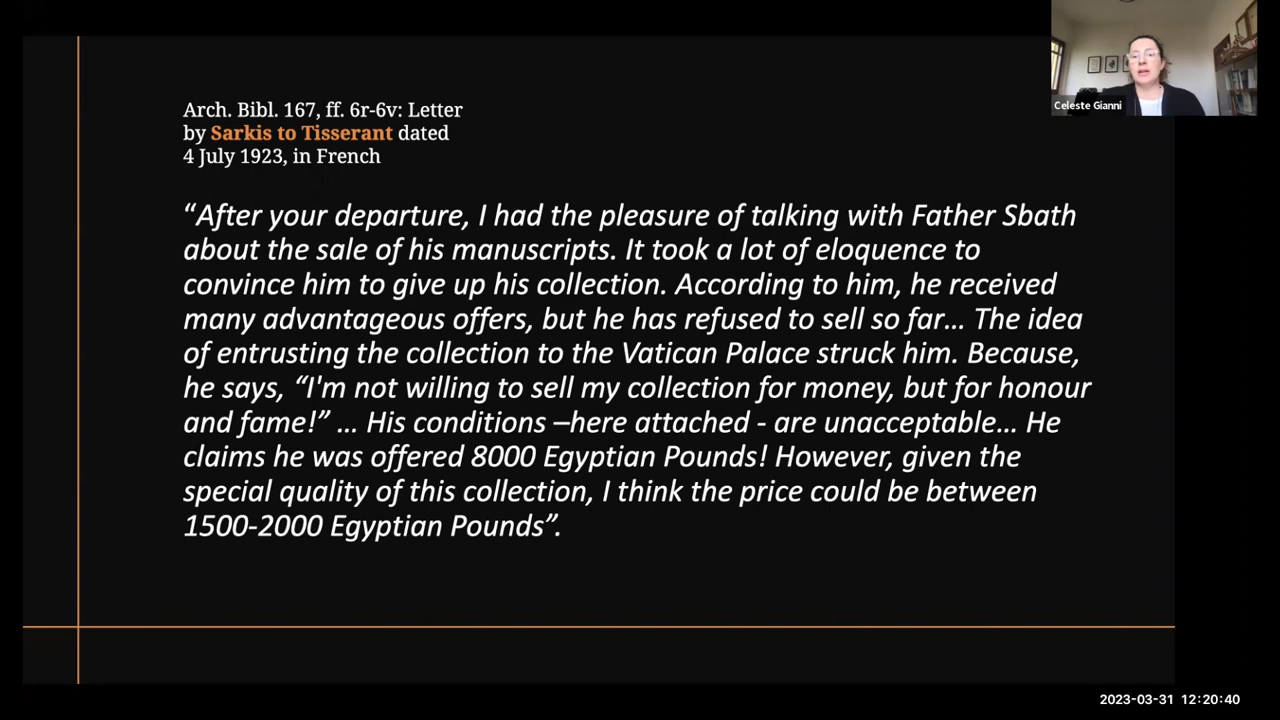 Celeste Gianni
Arch. Bibl. 167, ff. 6r-6v: Letter
by Sarkis to Tisserant dated
4 July 1923, in French
“After your departure, I had the pleasure of talking with Father Sbath
about the sale of his manuscripts. It took a lot of eloquence to
convince him to give up his collection. According to him, he received
many advantageous offers, but he has refused to sell so far… The idea
of entrusting the collection to the Vatican Palace struck him. Because,
he says, “I'm not willing to sell my collection for money, but for honour
and fame!” … His conditions –here attached - are unacceptable… He
claims he was offered 8000 Egyptian Pounds! However, given the
special quality of this collection, I think the price could be between
1500-2000 Egyptian Pounds”.
2023-03-31 12:20:40